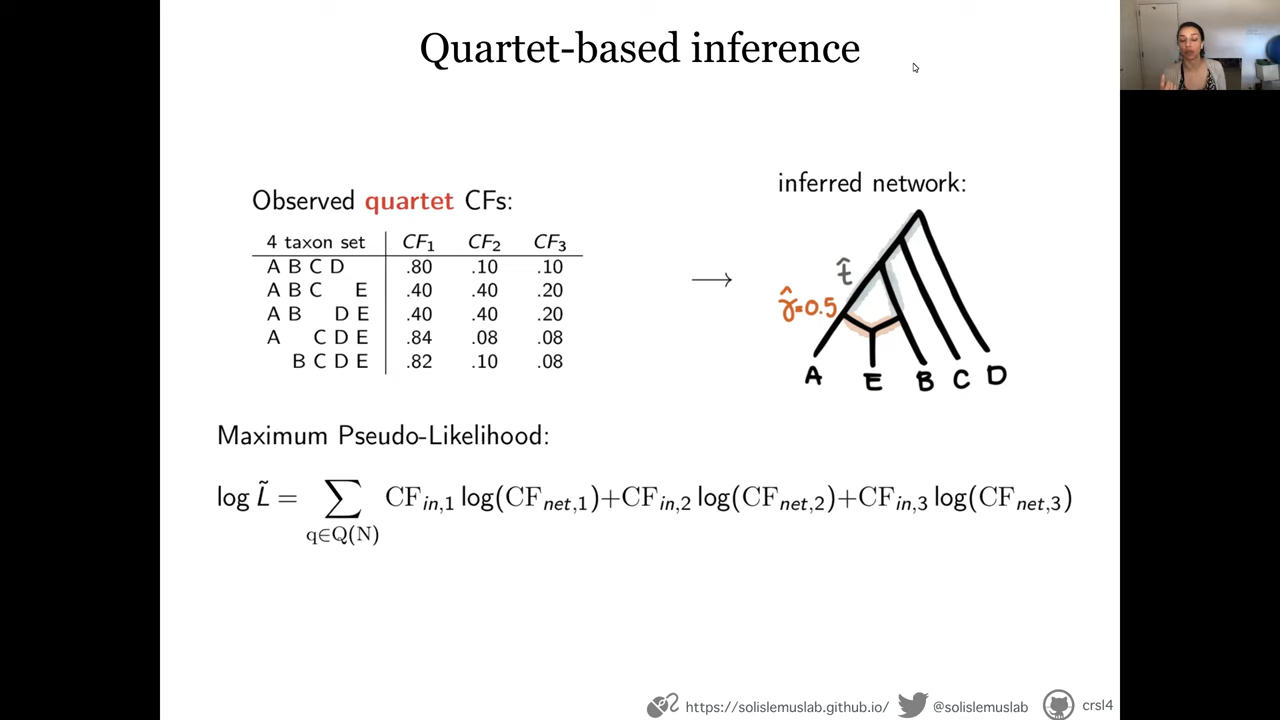 Quartet-based inference
Observed quartet CFs:
4 taxon set CF1 CF2 CF3
A B C D .80 .10 .10
A B C E .40 .40 .20
A B D E .40 .40 .20
A C D E .84 .08 .08
B C D E .82 .10 .08
→
inferred network:
t̂
γ̂=0.5
A E B C D
Maximum Pseudo-Likelihood:
log L̃ = ∑ CFin,1 log(CFnet,1)+CFin,2 log(CFnet,2)+CFin,3 log(CFnet,3)
q∈Q(N)
https://solislemuslab.github.io/ @solislemuslab crsl4